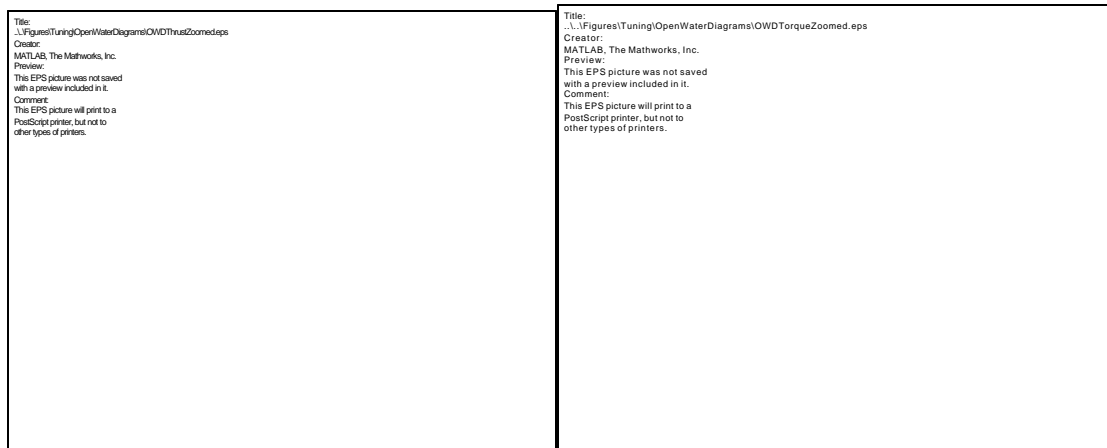 Title:
..\..\Figures\Tuning\OpenWaterDiagrams\OWDThrustZoomed.eps
Creator:
MATLAB, The Mathworks, Inc.
Preview:
This EPS picture was not saved
with a preview included in it.
Comment:
This EPS picture will print to a
PostScript printer, but not to
other types of printers.
Title:
..\..\Figures\Tuning\OpenWaterDiagrams\OWDTorqueZoomed.eps
Creator:
MATLAB, The Mathworks, Inc.
Preview:
This EPS picture was not saved
with a preview included in it.
Comment:
This EPS picture will print to a
PostScript printer, but not to
other types of printers.